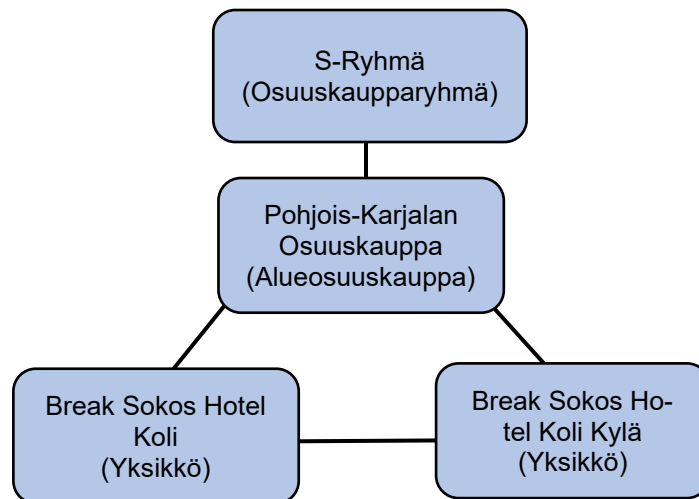 S-Ryhmä
(Osuuskaupparyhmä)
Pohjois-Karjalan
Osuuskauppa
(Alueosuuskauppa)
Break Sokos Hotel
Koli
(Yksikkö)
Break Sokos Ho-
tel Koli Kylä
(Yksikkö)